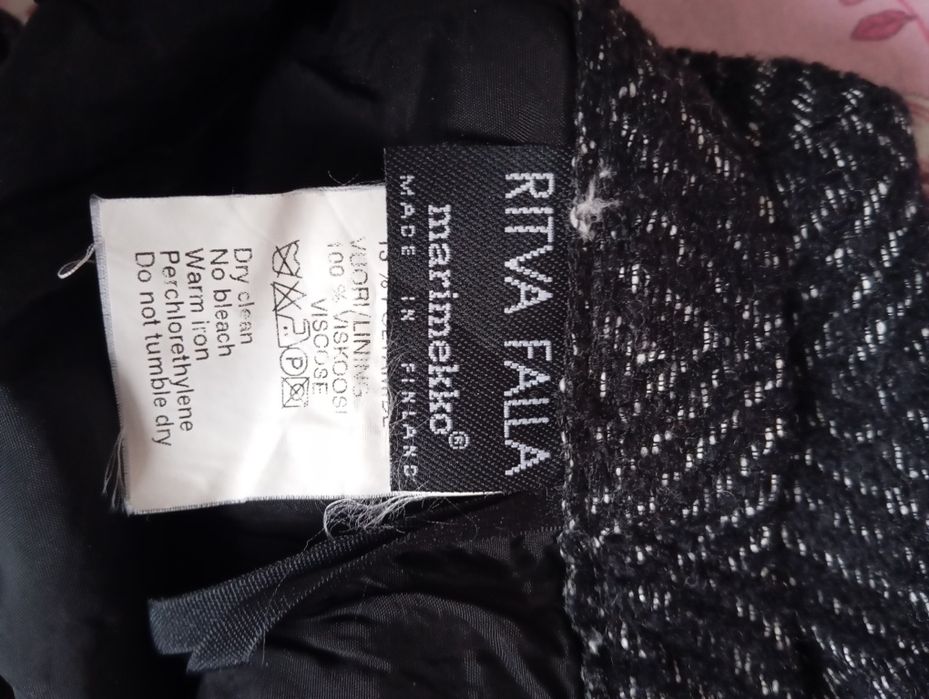 RITVA FALLA
marimekko®
MADE IN FINLAND
VUORI/LINING
100 % VISKOOSI
VISCOSE
P
Dry clean
No bleach
Warm iron
Perchlorethylene
Do not tumble dry